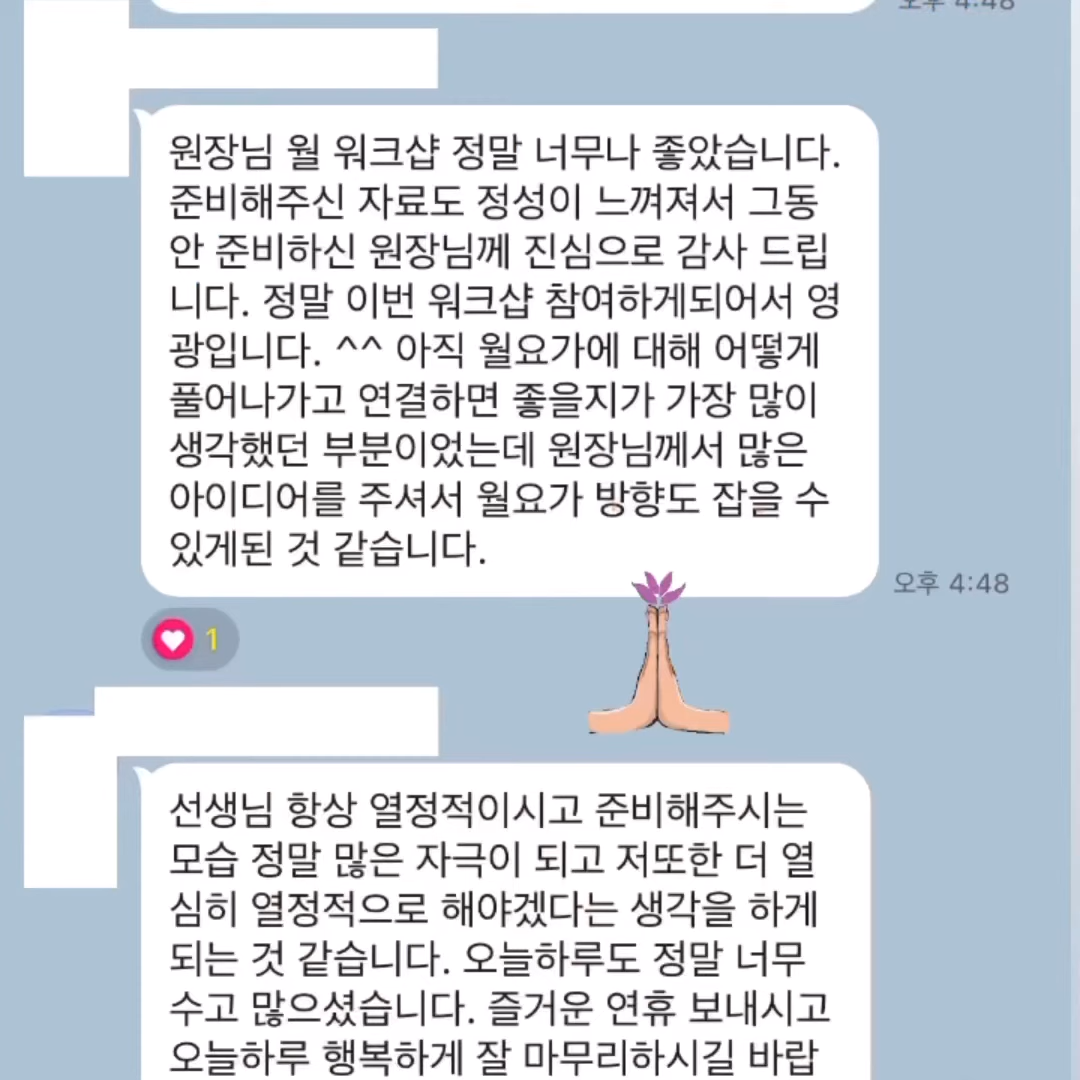 오후 4:48
원장님 월 워크샵 정말 너무나 좋았습니다.
준비해주신 자료도 정성이 느껴져서 그동
안 준비하신 원장님께 진심으로 감사 드립
니다. 정말 이번 워크샵 참여하게되어서 영
광입니다. ^^ 아직 월요가에 대해 어떻게
풀어나가고 연결하면 좋을지가 가장 많이
생각했던 부분이었는데 원장님께서 많은
아이디어를 주셔서 월요가 방향도 잡을 수
있게된 것 같습니다.
오후 4:48
1
선생님 항상 열정적이시고 준비해주시는
모습 정말 많은 자극이 되고 저또한 더 열
심히 열정적으로 해야겠다는 생각을 하게
되는 것 같습니다. 오늘하루도 정말 너무
수고 많으셨습니다. 즐거운 연휴 보내시고
오늘하루 행복하게 잘 마무리하시길 바랍